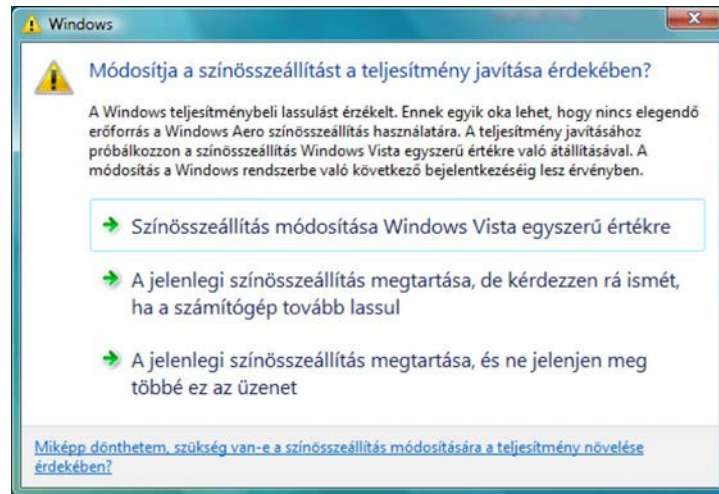 Windows
Módosítja a színösszeállítást a teljesítmény javítása érdekében?
A Windows teljesítménybeli lassulást érzékelt. Ennek egyik oka lehet, hogy nincs elegendő
erőforrás a Windows Aero színösszeállítás használatára. A teljesítmény javításához
próbálkozzon a színösszeállítás Windows Vista egyszerű értékre való átállításával. A
módosítás a Windows rendszerbe való következő bejelentkezéséig lesz érvényben.
Színösszeállítás módosítása Windows Vista egyszerű értékre
A jelenlegi színösszeállítás megtartása, de kérdezzen rá ismét,
ha a számítógép tovább lassul
A jelenlegi színösszeállítás megtartása, és ne jelenjen meg
többé ez az üzenet
Miképp dönthetem, szükség van-e a színösszeállítás módosítására a teljesítmény növelése
érdekében?